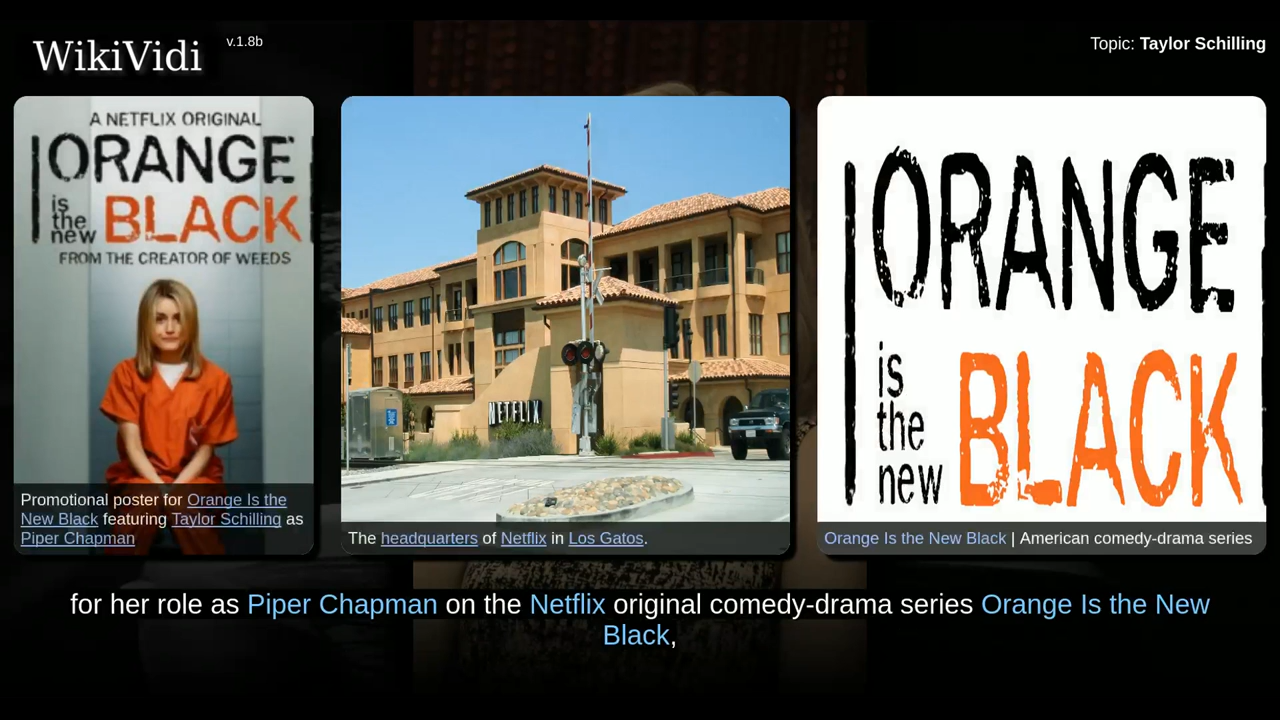 WikiVidi
v.1.8b
Topic: Taylor Schilling
A NETFLIX ORIGINAL
ORANGE
is
the
new BLACK
FROM THE CREATOR OF WEEDS
Promotional poster for Orange Is the
New Black featuring Taylor Schilling as
Piper Chapman
NETFLIX
The headquarters of Netflix in Los Gatos.
ORANGE
is
the
new BLACK
Orange Is the New Black | American comedy-drama series
for her role as Piper Chapman on the Netflix original comedy-drama series Orange Is the New
Black,